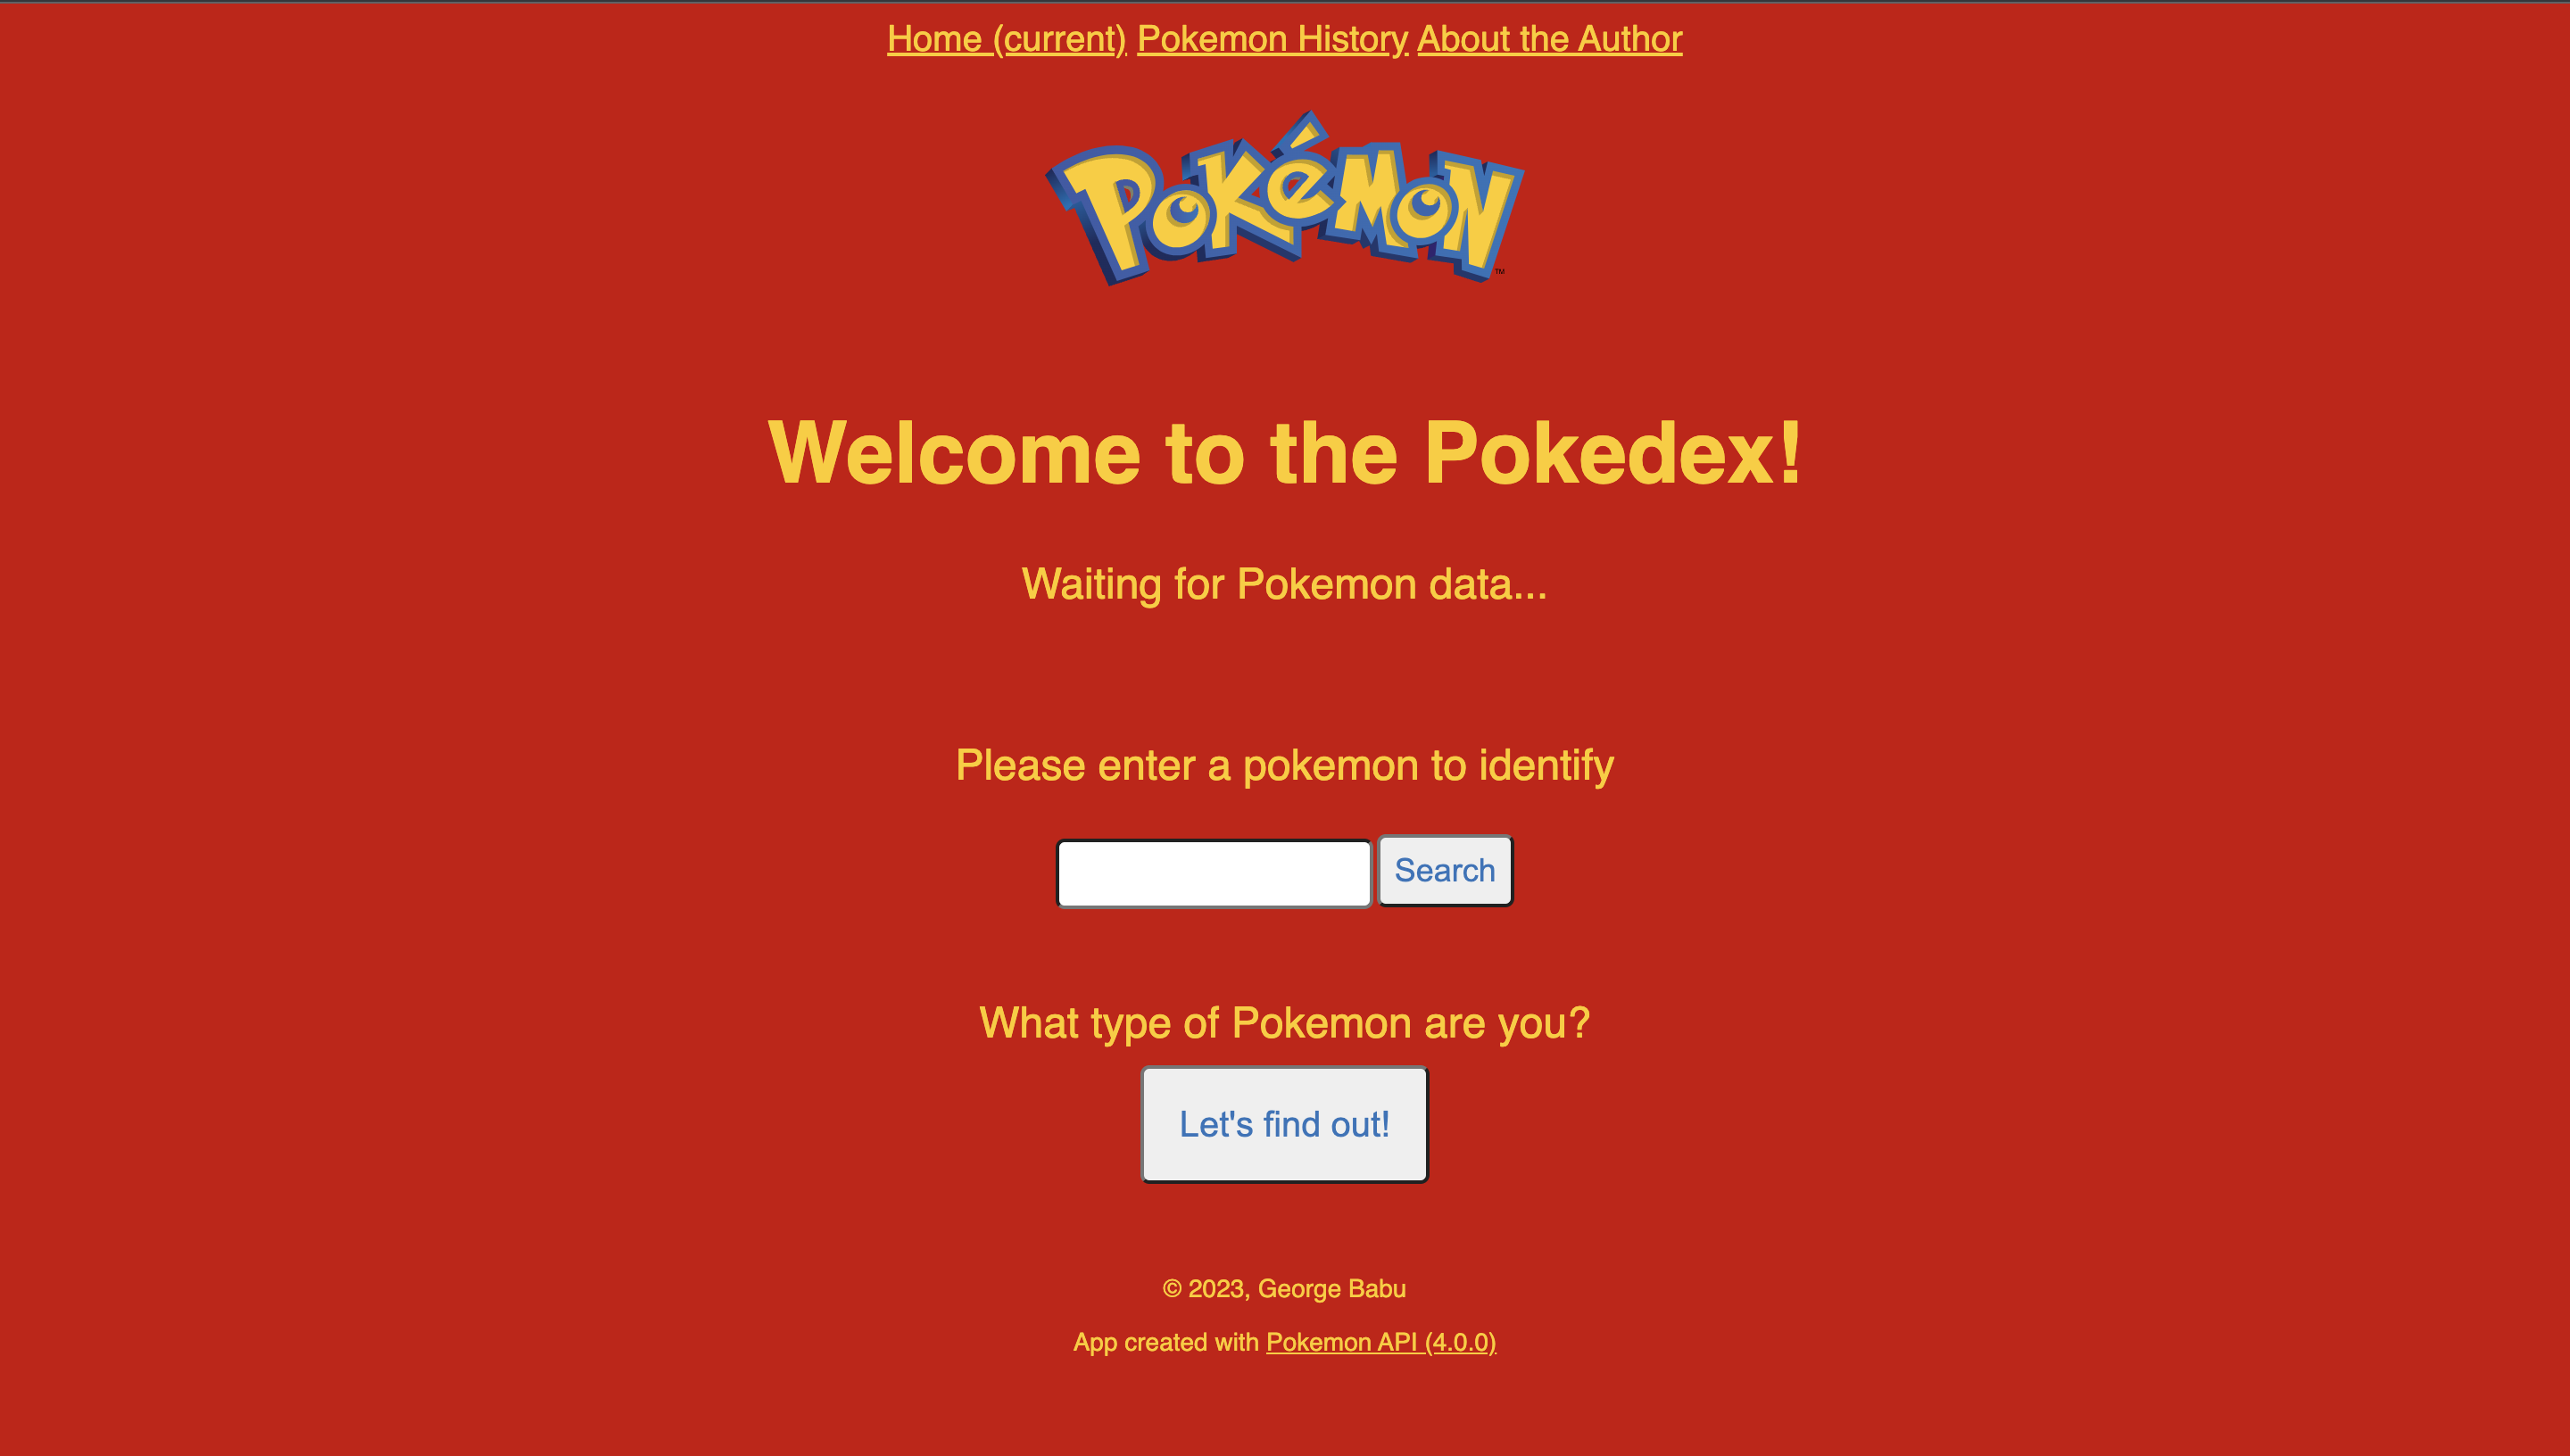 Home (current) Pokemon History About the Author
Pokémon
TM
Welcome to the Pokedex!
Waiting for Pokemon data...
Please enter a pokemon to identify
Search
What type of Pokemon are you?
Let's find out!
© 2023, George Babu
App created with Pokemon API (4.0.0)